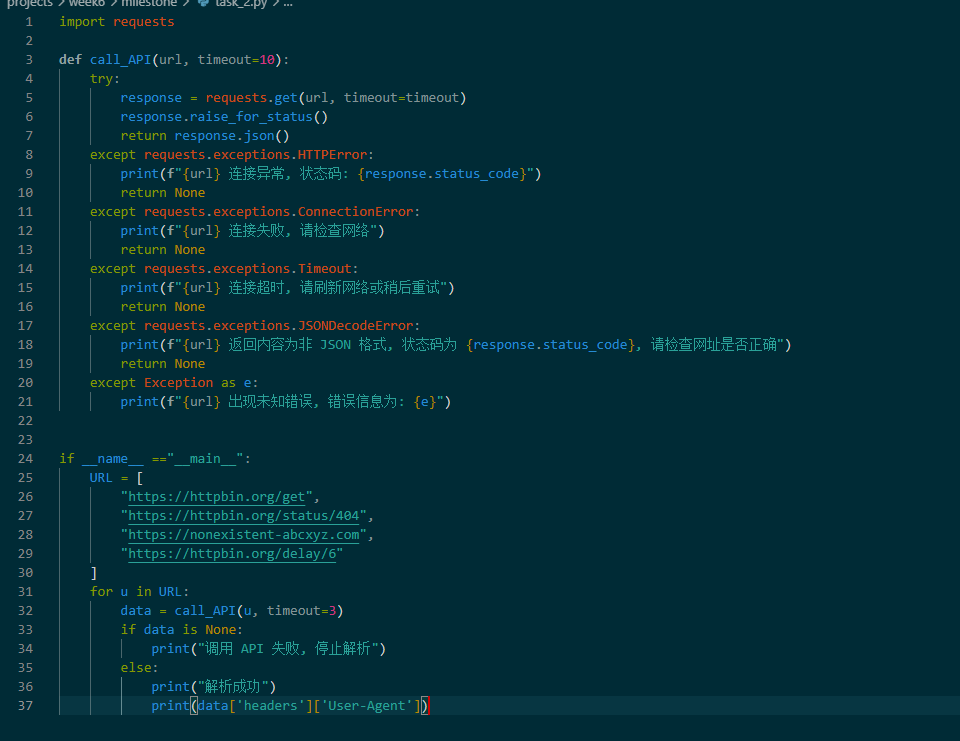 projects > week6 > milestone > task_2.py > ...
1 import requests
2
3 def call_API(url, timeout=10):
4     try:
5         response = requests.get(url, timeout=timeout)
6         response.raise_for_status()
7         return response.json()
8     except requests.exceptions.HTTPError:
9         print(f"{url} 连接异常, 状态码: {response.status_code}")
10         return None
11     except requests.exceptions.ConnectionError:
12         print(f"{url} 连接失败, 请检查网络")
13         return None
14     except requests.exceptions.Timeout:
15         print(f"{url} 连接超时, 请刷新网络或稍后重试")
16         return None
17     except requests.exceptions.JSONDecodeError:
18         print(f"{url} 返回内容为非 JSON 格式, 状态码为 {response.status_code}, 请检查网址是否正确")
19         return None
20     except Exception as e:
21         print(f"{url} 出现未知错误, 错误信息为: {e}")
22
23
24 if __name__ =="__main__":
25     URL = [
26         "https://httpbin.org/get",
27         "https://httpbin.org/status/404",
28         "https://nonexistent-abcxyz.com",
29         "https://httpbin.org/delay/6"
30     ]
31     for u in URL:
32         data = call_API(u, timeout=3)
33         if data is None:
34             print("调用 API 失败, 停止解析")
35         else:
36             print("解析成功")
37             print(data['headers']['User-Agent'])